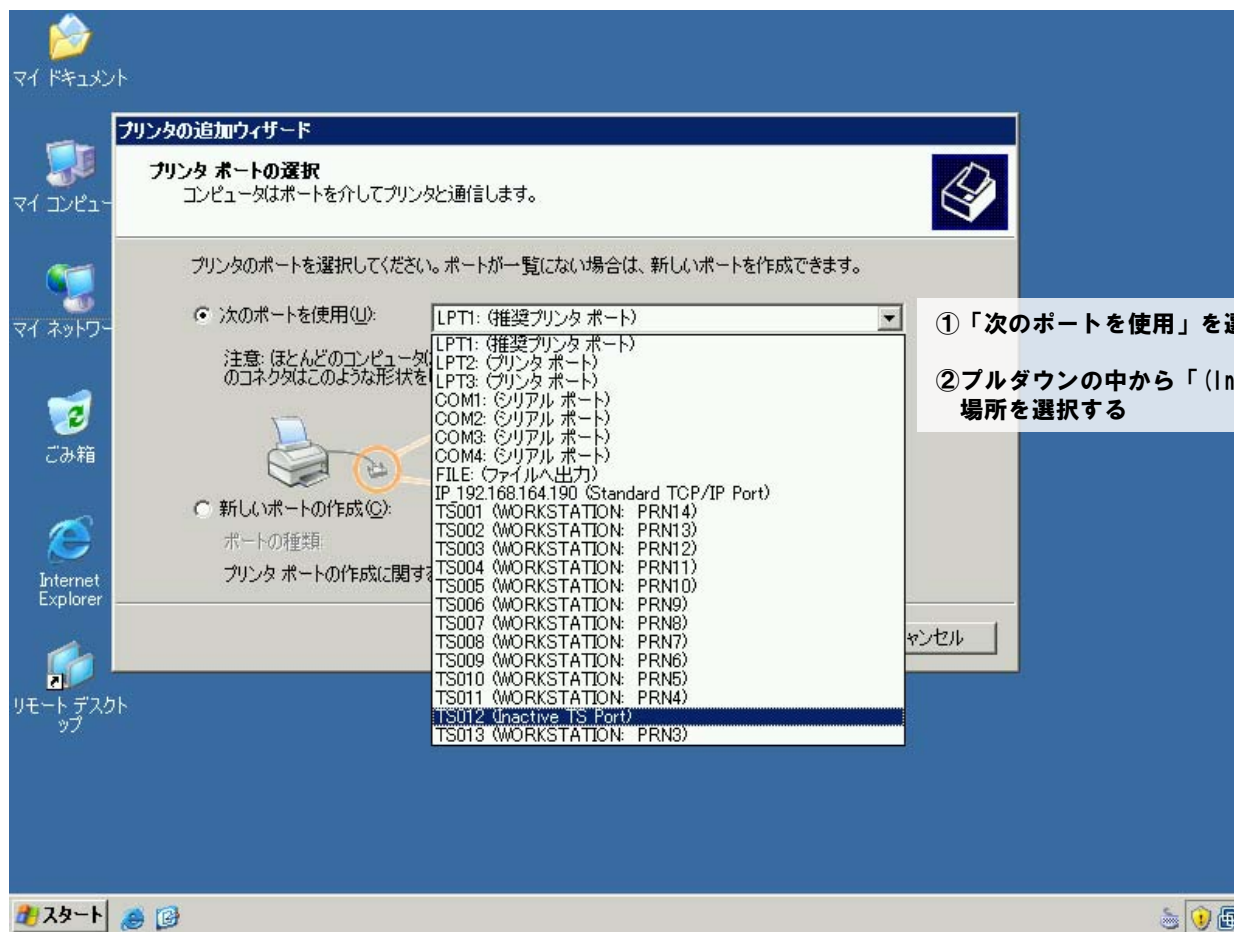 マイ ドキュメント
マイ コンピュー
マイ ネットワー
ごみ箱
Internet
Explorer
リモート デスクト
ップ
プリンタの追加ウィザード
プリンタ ポートの選択
コンピュータはポートを介してプリンタと通信します。
プリンタのポートを選択してください。ポートが一覧にない場合は、新しいポートを作成できます。
次のポートを使用(U):
LPT1: (推奨プリンタ ポート)
注意: ほとんどのコンピュータは
のコネクタはこのような形状を
LPT1: (推奨プリンタ ポート)
LPT2: (プリンタ ポート)
LPT3: (プリンタ ポート)
COM1: (シリアル ポート)
COM2: (シリアル ポート)
COM3: (シリアル ポート)
COM4: (シリアル ポート)
FILE: (ファイルへ出力)
IP_192.168.164.190 (Standard TCP/IP Port)
TS001 (WORKSTATION: PRN14)
TS002 (WORKSTATION: PRN13)
TS003 (WORKSTATION: PRN12)
TS004 (WORKSTATION: PRN11)
TS005 (WORKSTATION: PRN10)
TS006 (WORKSTATION: PRN9)
TS007 (WORKSTATION: PRN8)
TS008 (WORKSTATION: PRN7)
TS009 (WORKSTATION: PRN6)
TS010 (WORKSTATION: PRN5)
TS011 (WORKSTATION: PRN4)
TS012 (Inactive TS Port)
TS013 (WORKSTATION: PRN3)
新しいポートの作成(C):
ポートの種類:
プリンタ ポートの作成に関す
ャンセル
①「次のポートを使用」を選
②プルダウンの中から「(In
場所を選択する
スタート